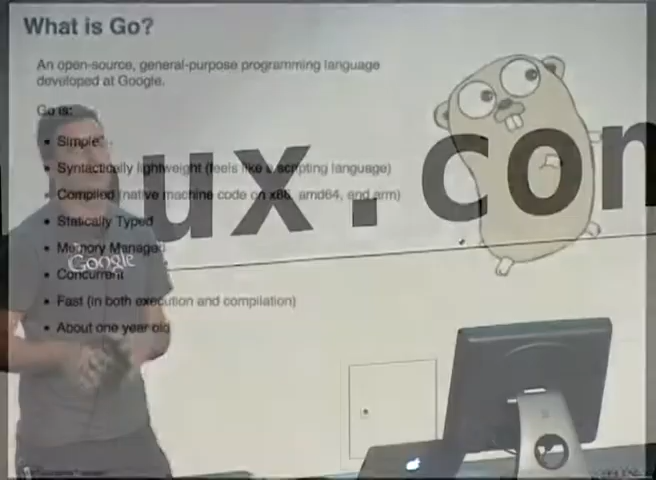 What is Go?
An open-source, general-purpose programming language
developed at Google.
Go is:
Simple
Syntactically lightweight (feels like a scripting language)
Compiled (native machine code on x86, amd64, and arm)
Statically Typed
Memory Managed
Concurrent
Fast (in both execution and compilation)
About one year old
ux.con
Google